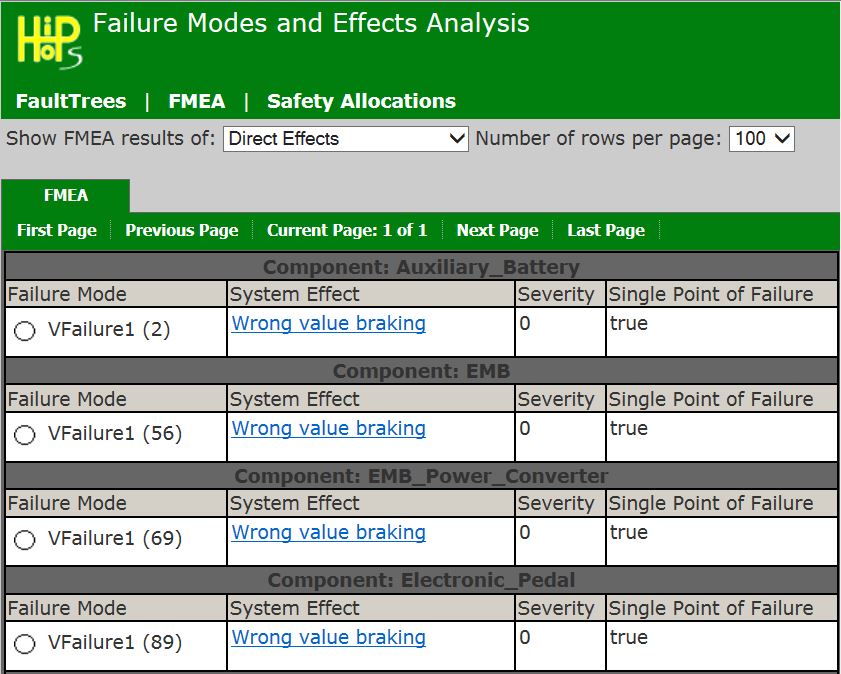 HiP HOPS
Failure Modes and Effects Analysis
FaultTrees | FMEA | Safety Allocations
Show FMEA results of: Direct Effects Number of rows per page: 100
FMEA
First Page Previous Page Current Page: 1 of 1 Next Page Last Page
Component: Auxiliary_Battery
Failure Mode System Effect Severity Single Point of Failure
VFailure1 (2) Wrong value braking 0 true
Component: EMB
Failure Mode System Effect Severity Single Point of Failure
VFailure1 (56) Wrong value braking 0 true
Component: EMB_Power_Converter
Failure Mode System Effect Severity Single Point of Failure
VFailure1 (69) Wrong value braking 0 true
Component: Electronic_Pedal
Failure Mode System Effect Severity Single Point of Failure
VFailure1 (89) Wrong value braking 0 true